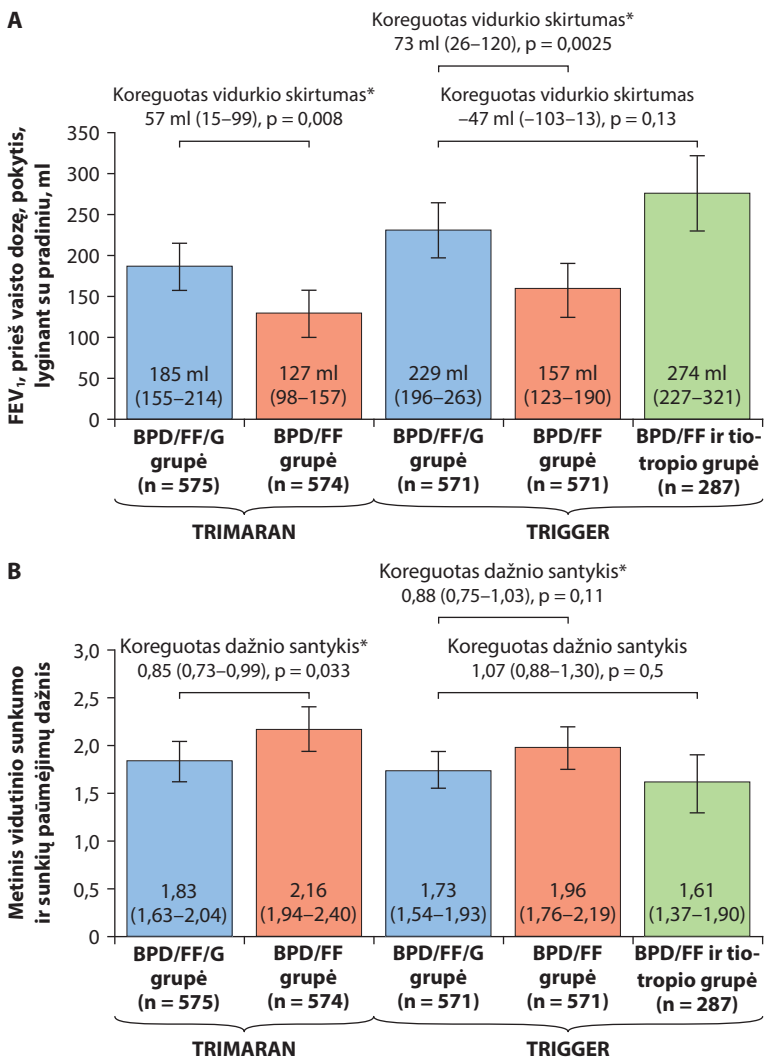 A
Koreguotas vidurkio skirtumas*
73 ml (26–120), p = 0,0025
Koreguotas vidurkio skirtumas*
57 ml (15–99), p = 0,008
Koreguotas vidurkio skirtumas
–47 ml (–103–13), p = 0,13
FEV₁, prieš vaisto dozę, pokytis,
lyginant su pradiniu, ml
350
300
250
200
150
100
50
0
185 ml
(155–214)
127 ml
(98–157)
229 ml
(196–263)
157 ml
(123–190)
274 ml
(227–321)
BPD/FF/G
grupė
(n = 575)
BPD/FF
grupė
(n = 574)
BPD/FF/G
grupė
(n = 571)
BPD/FF
grupė
(n = 571)
BPD/FF ir tio-
tropio grupė
(n = 287)
TRIMARAN
TRIGGER
B
Koreguotas dažnio santykis*
0,88 (0,75–1,03), p = 0,11
Koreguotas dažnio santykis*
0,85 (0,73–0,99), p = 0,033
Koreguotas dažnio santykis
1,07 (0,88–1,30), p = 0,5
Metinis vidutinio sunkumo
ir sunkių paūmėjimų dažnis
3,0
2,5
2,0
1,5
1,0
0,5
0
1,83
(1,63–2,04)
2,16
(1,94–2,40)
1,73
(1,54–1,93)
1,96
(1,76–2,19)
1,61
(1,37–1,90)
BPD/FF/G
grupė
(n = 575)
BPD/FF
grupė
(n = 574)
BPD/FF/G
grupė
(n = 571)
BPD/FF
grupė
(n = 571)
BPD/FF ir tio-
tropio grupė
(n = 287)
TRIMARAN
TRIGGER